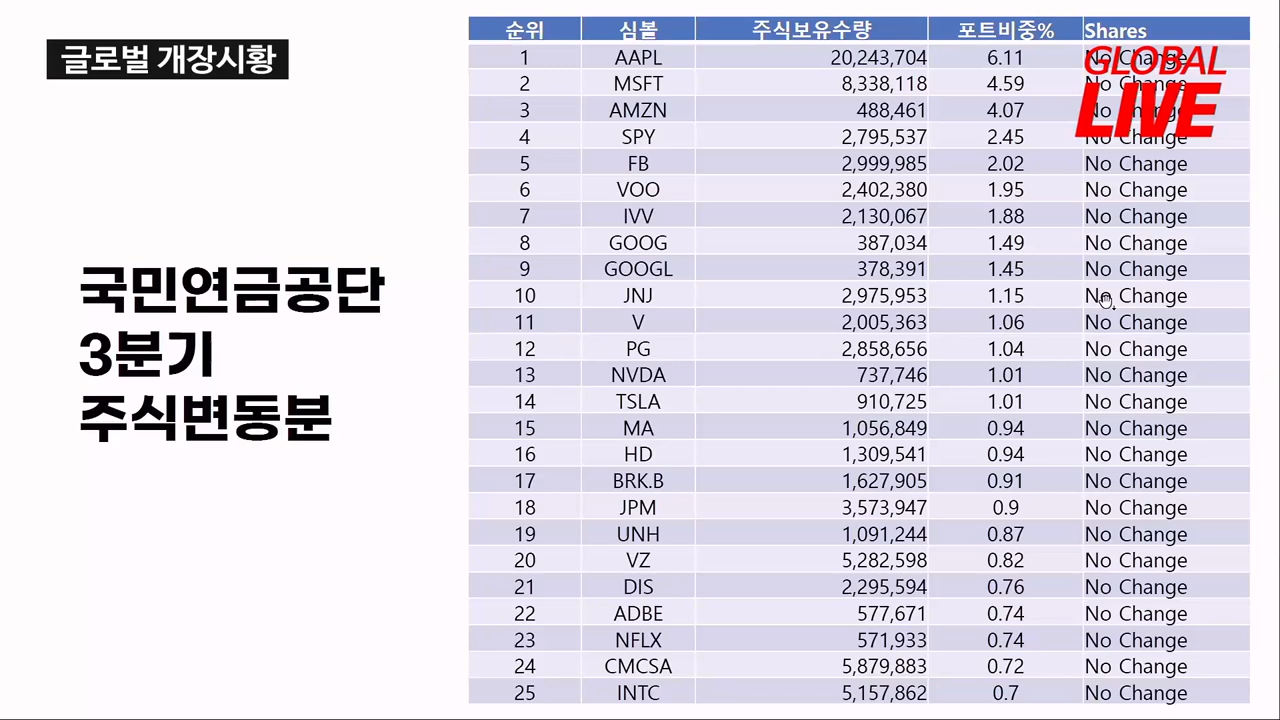 글로벌 개장시황
국민연금공단
3분기
주식변동분
GLOBAL
LIVE
순위 심볼 주식보유수량 포트비중% Shares
1 AAPL 20,243,704 6.11 No Change
2 MSFT 8,338,118 4.59 No Change
3 AMZN 488,461 4.07 No Change
4 SPY 2,795,537 2.45 No Change
5 FB 2,999,985 2.02 No Change
6 VOO 2,402,380 1.95 No Change
7 IVV 2,130,067 1.88 No Change
8 GOOG 387,034 1.49 No Change
9 GOOGL 378,391 1.45 No Change
10 JNJ 2,975,953 1.15 No Change
11 V 2,005,363 1.06 No Change
12 PG 2,858,656 1.04 No Change
13 NVDA 737,746 1.01 No Change
14 TSLA 910,725 1.01 No Change
15 MA 1,056,849 0.94 No Change
16 HD 1,309,541 0.94 No Change
17 BRK.B 1,627,905 0.91 No Change
18 JPM 3,573,947 0.9 No Change
19 UNH 1,091,244 0.87 No Change
20 VZ 5,282,598 0.82 No Change
21 DIS 2,295,594 0.76 No Change
22 ADBE 577,671 0.74 No Change
23 NFLX 571,933 0.74 No Change
24 CMCSA 5,879,883 0.72 No Change
25 INTC 5,157,862 0.7 No Change